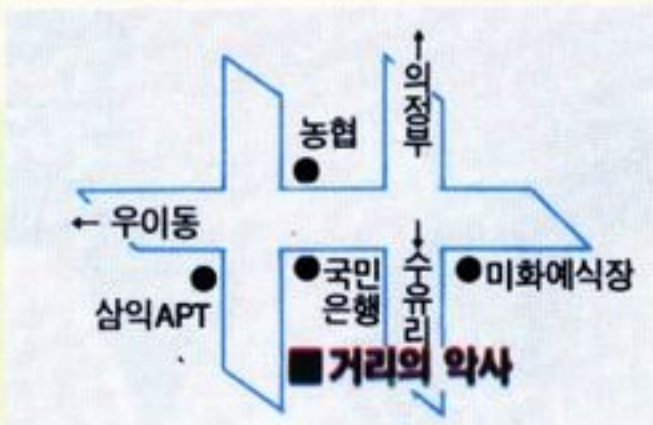 ↑
의정부
농협
← 우이동
↓
수유리
국민
은행
미화예식장
삼익APT
거리의 악사